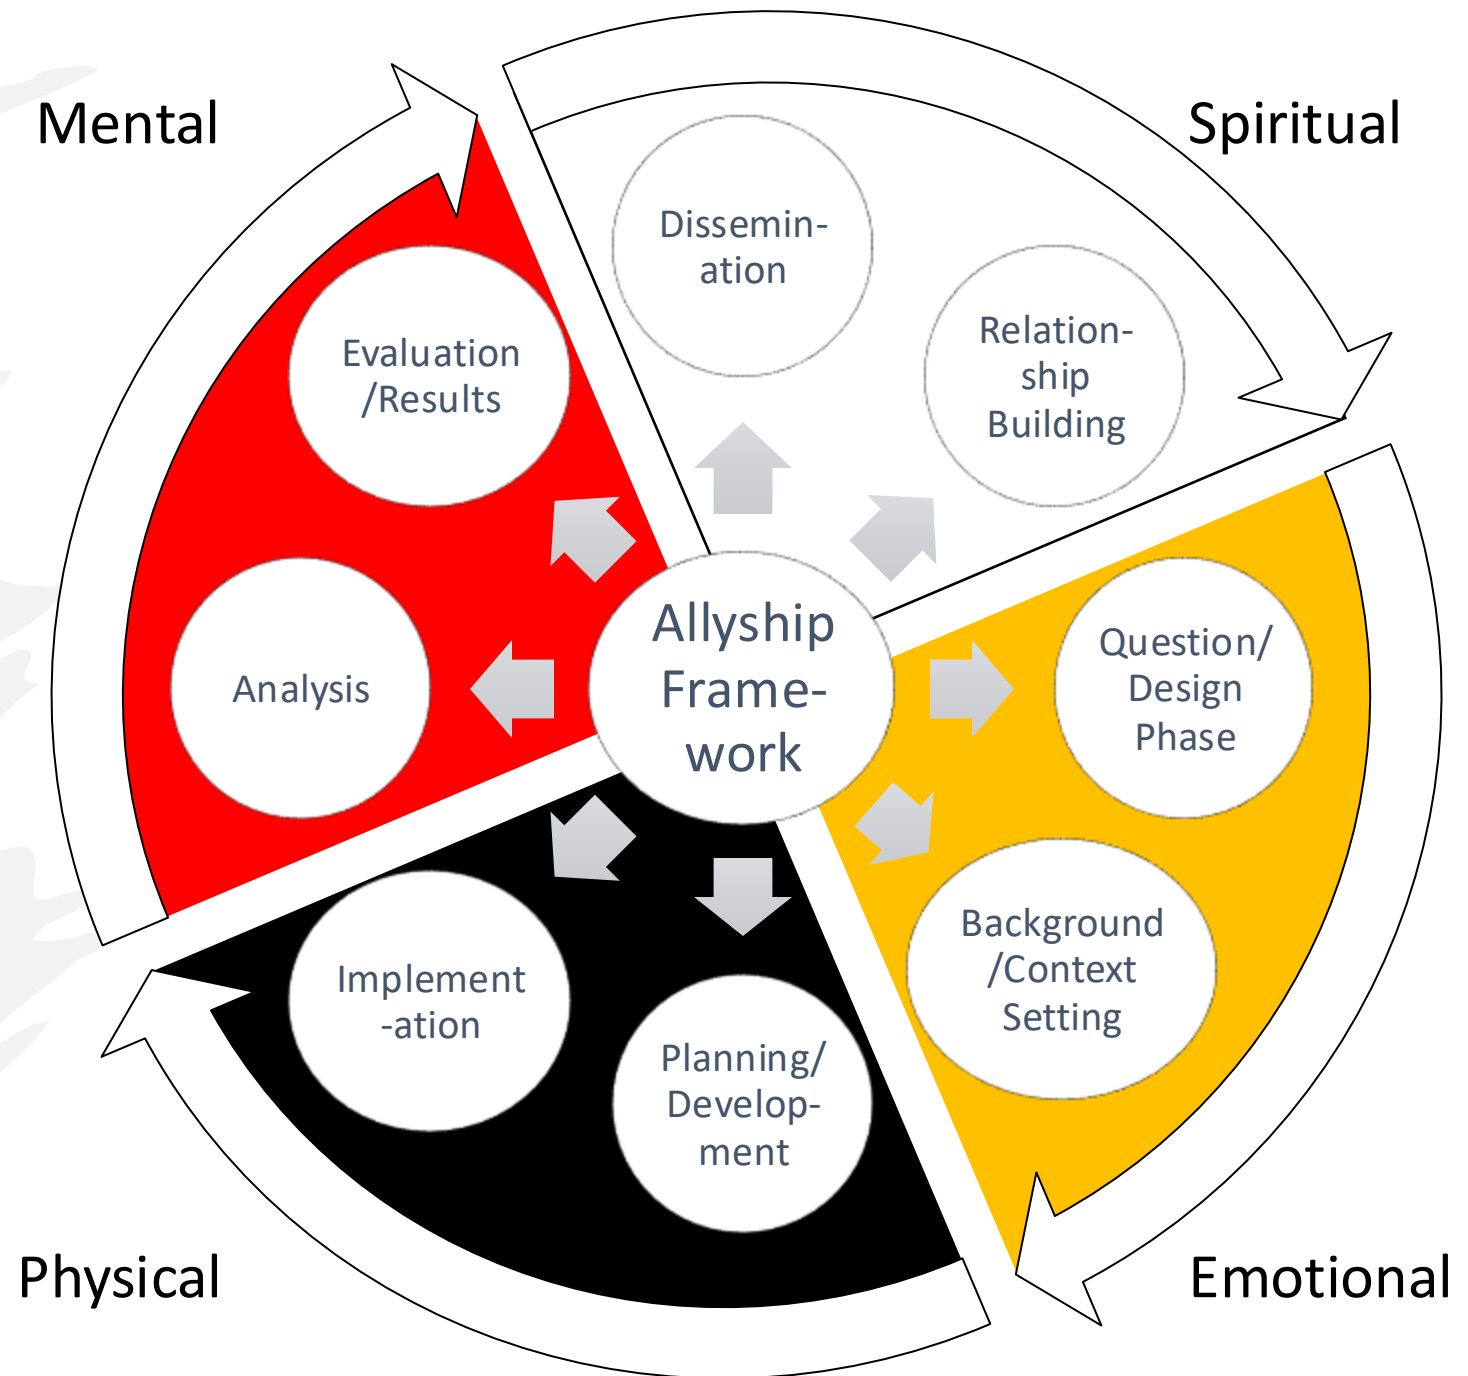 Mental
Spiritual
Dissemin-
ation
Relation-
ship
Building
Evaluation
/Results
Allyship
Frame-
work
Question/
Design
Phase
Analysis
Background
/Context
Setting
Implement
-ation
Planning/
Develop-
ment
Physical
Emotional